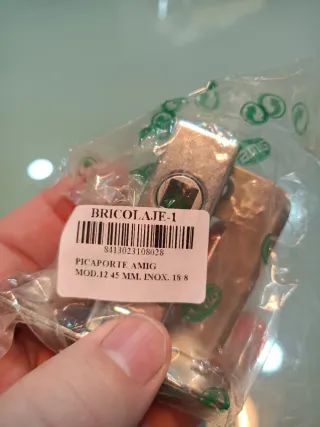 BRICOLAJE-1
8413023108028
PICAPORTE AMIG
MOD.12 45 MM. INOX. 18 8